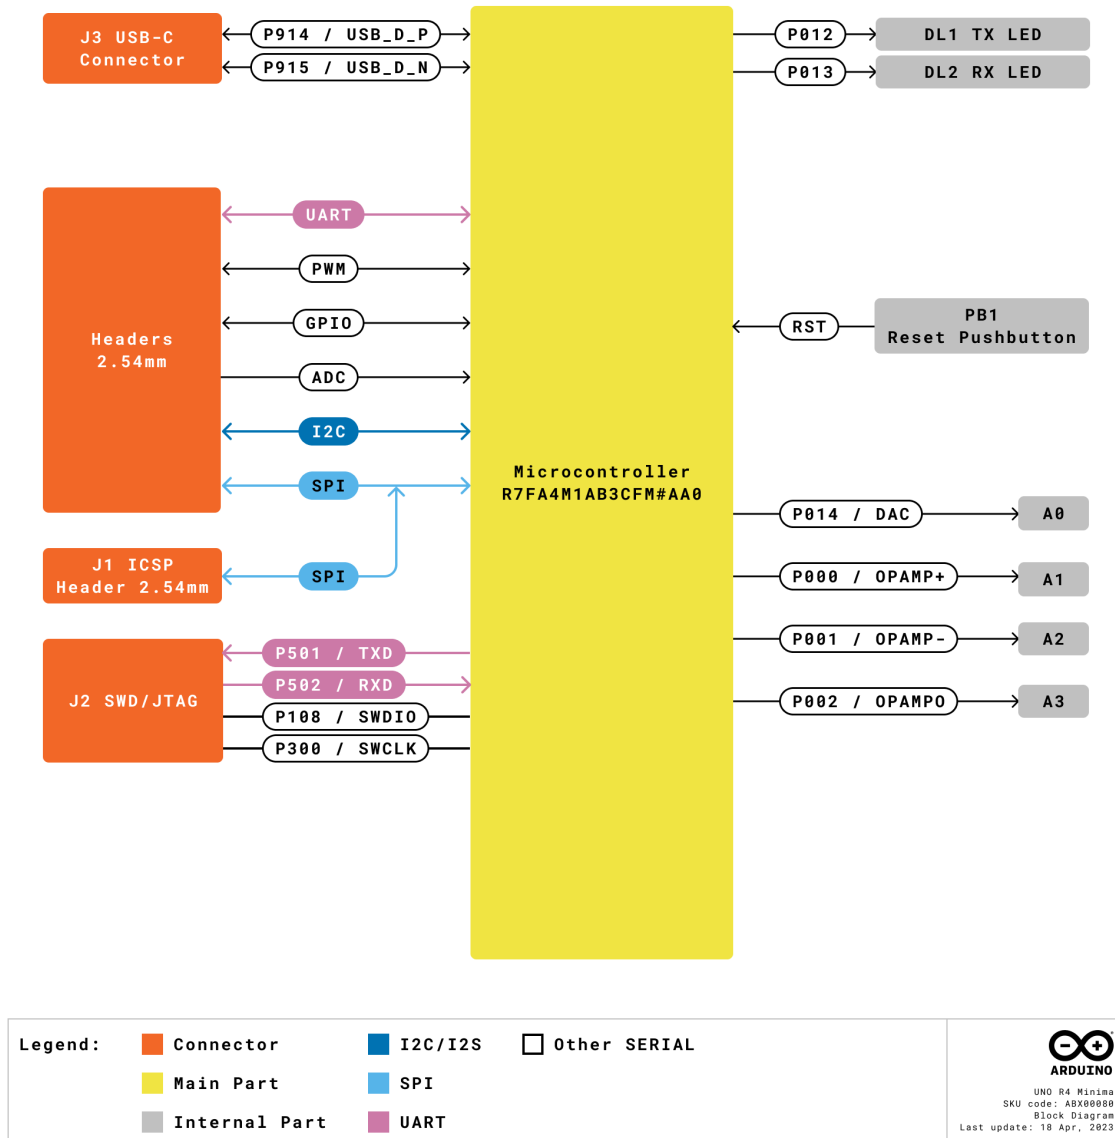 J3 USB-C
Connector
P914 / USB_D_P
P915 / USB_D_N
P012
DL1 TX LED
P013
DL2 RX LED
Headers
2.54mm
UART
PWM
GPIO
ADC
I2C
SPI
RST
PB1
Reset Pushbutton
Microcontroller
R7FA4M1AB3CFM#AA0
J1 ICSP
Header 2.54mm
SPI
J2 SWD/JTAG
P501 / TXD
P502 / RXD
P108 / SWDIO
P300 / SWCLK
P014 / DAC
A0
P000 / OPAMP+
A1
P001 / OPAMP-
A2
P002 / OPAMPO
A3
Legend:
Connector
Main Part
Internal Part
I2C/I2S
SPI
UART
Other SERIAL
ARDUINO
UNO R4 Minima
SKU code: ABX00080
Block Diagram
Last update: 18 Apr, 2023